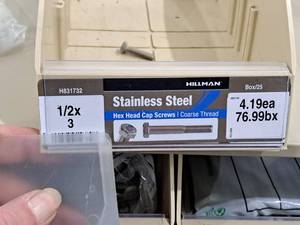 HILLMAN
H831732
Box/25
Stainless Steel
Hex Head Cap Screws | Coarse Thread
1/2x
3
4.19ea
76.99bx